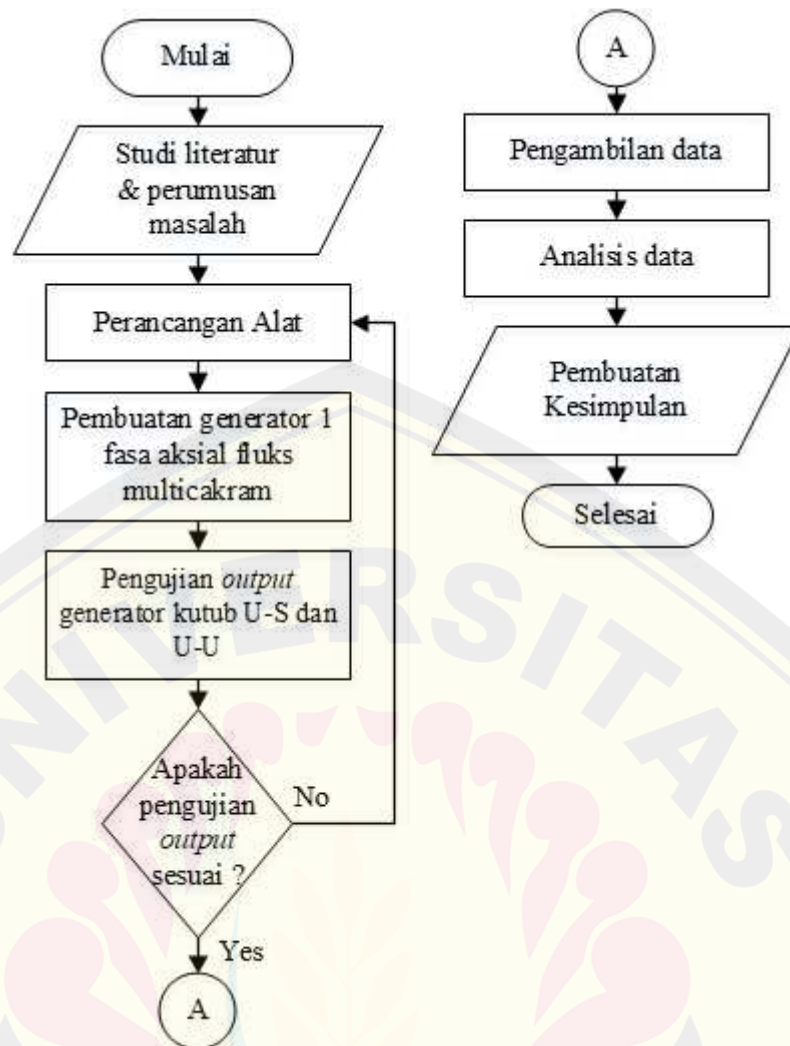 Mulai
Studi literatur
& perumusan
masalah
Perancangan Alat
Pembuatan generator 1
fasa aksial fluks
multicakram
Pengujian output
generator kutub U-S dan
U-U
Apakah
pengujian
output
sesuai ?
No
Yes
A
A
Pengambilan data
Analisis data
Pembuatan
Kesimpulan
Selesai
UNIVERSITAS